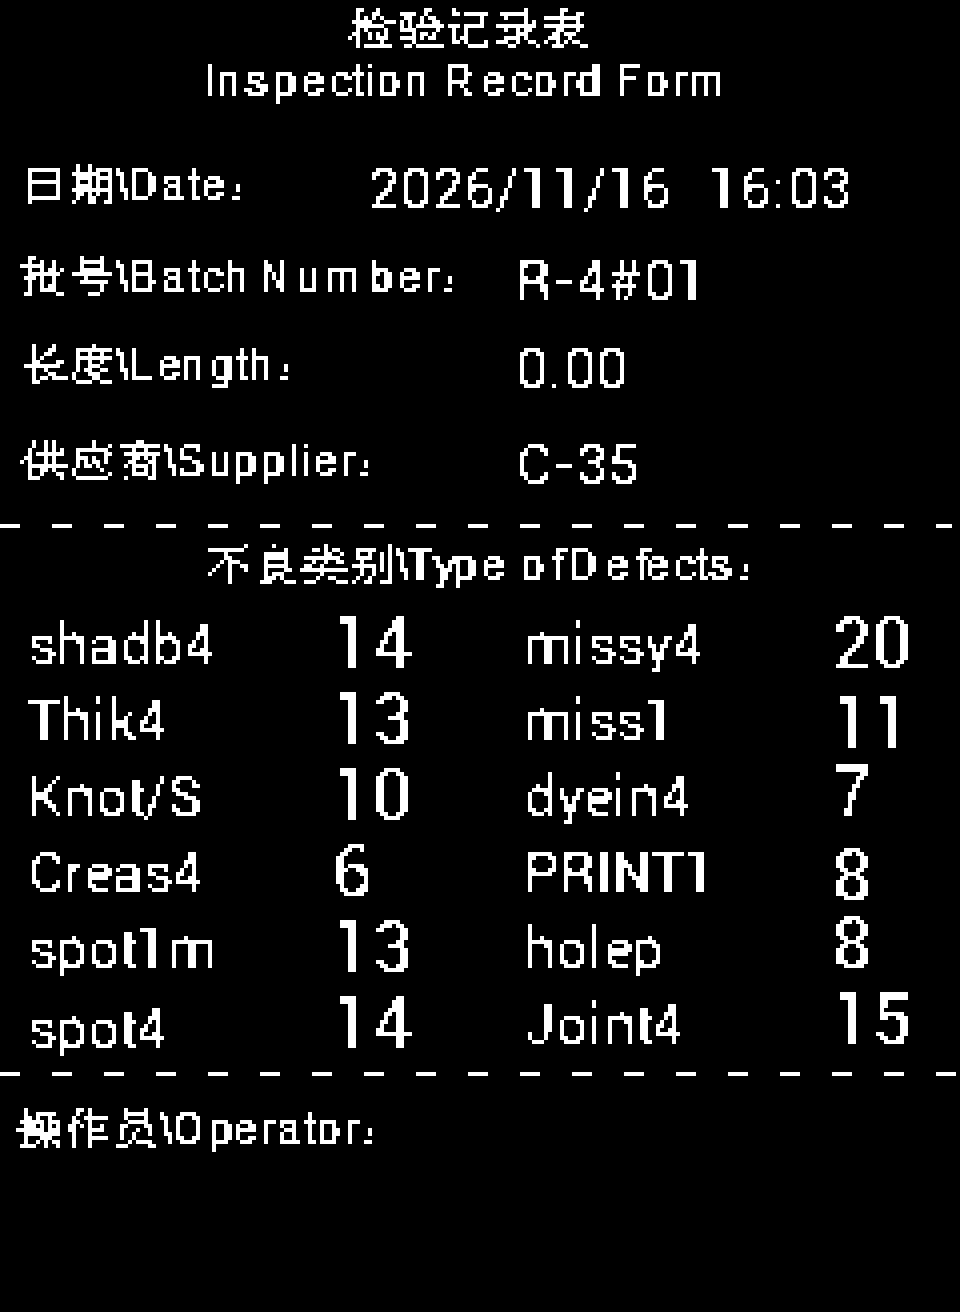 检验记录表
Inspection Record Form
日期\Date: 2026/11/16 16:03
批号\Batch Number: R-4#01
长度\Length: 0.00
供应商\Supplier: C-35
不良类别\Type of Defects:
shadb4 14 missy4 20
Thik4 13 miss1 11
Knot/S 10 dyein4 7
Creas4 6 PRINT1 8
spot1m 13 holep 8
spot4 14 Joint4 15
操作员\Operator: